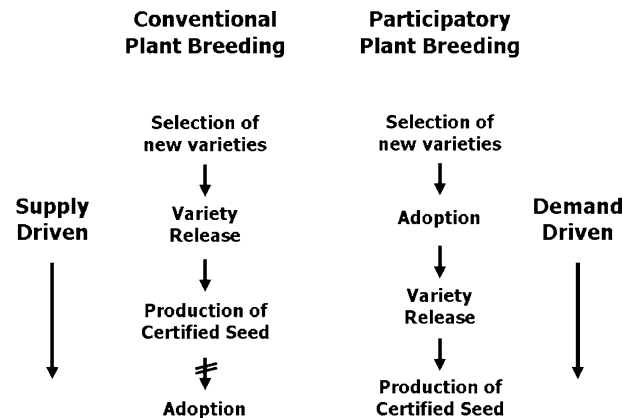 Conventional
Plant Breeding
Participatory
Plant Breeding
Supply
Driven
Selection of
new varieties
Variety
Release
Production of
Certified Seed
Adoption
Selection of
new varieties
Adoption
Variety
Release
Production of
Certified Seed
Demand
Driven